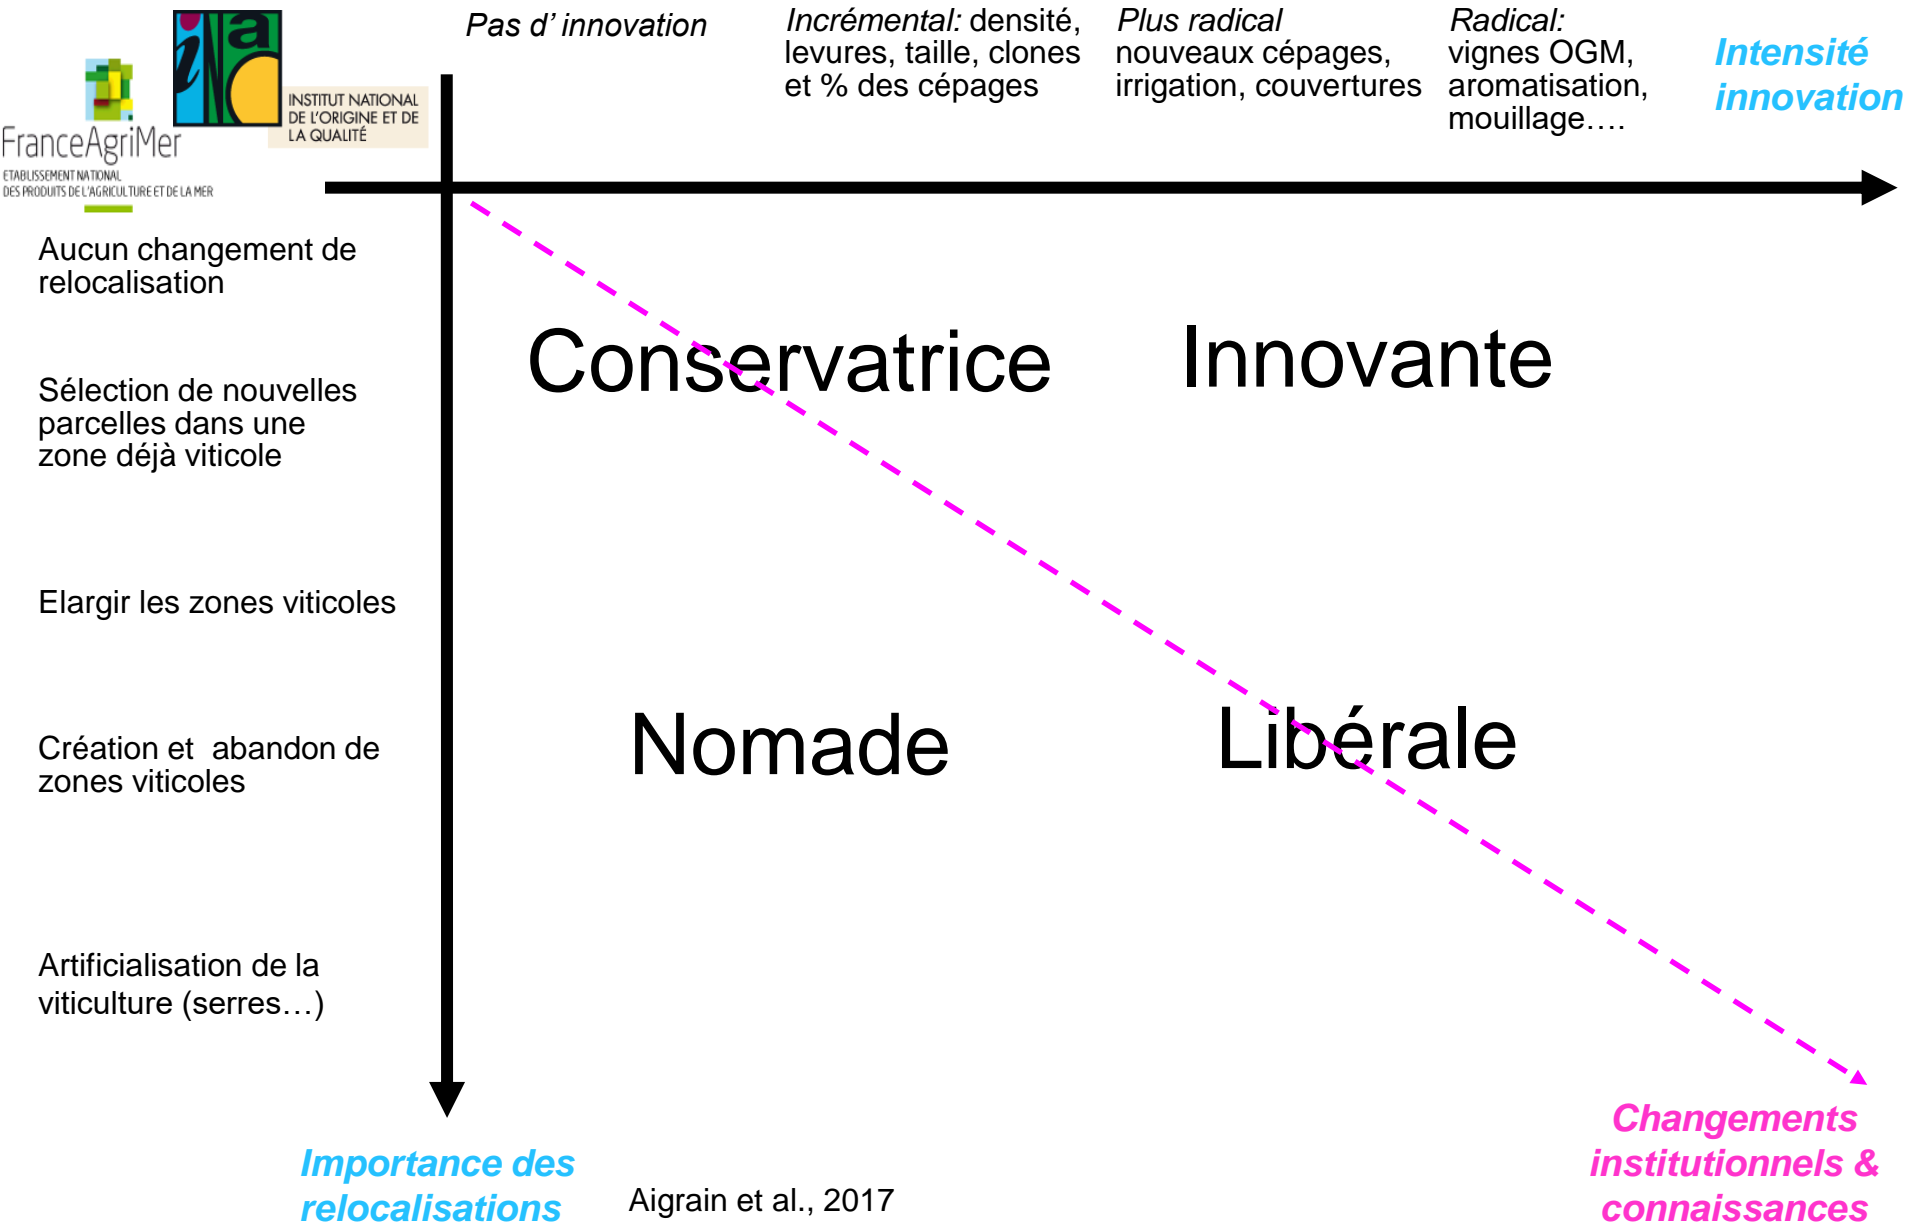 Pas d’ innovation
Incrémental: densité,
levures, taille, clones
et % des cépages
Plus radical
nouveaux cépages,
irrigation, couvertures
Radical:
vignes OGM,
aromatisation,
mouillage….
Intensité
innovation
iNAO
INSTITUT NATIONAL
DE L'ORIGINE ET DE
LA QUALITÉ
FranceAgriMer
ETABLISSEMENT NATIONAL
DES PRODUITS DE L'AGRICULTURE ET DE LA MER
Aucun changement de
relocalisation
Sélection de nouvelles
parcelles dans une
zone déjà viticole
Elargir les zones viticoles
Création et  abandon de
zones viticoles
Artificialisation de la
viticulture (serres…)
Conservatrice
Innovante
Nomade
Libérale
Importance des
relocalisations
Aigrain et al., 2017
Changements
institutionnels &
connaissances